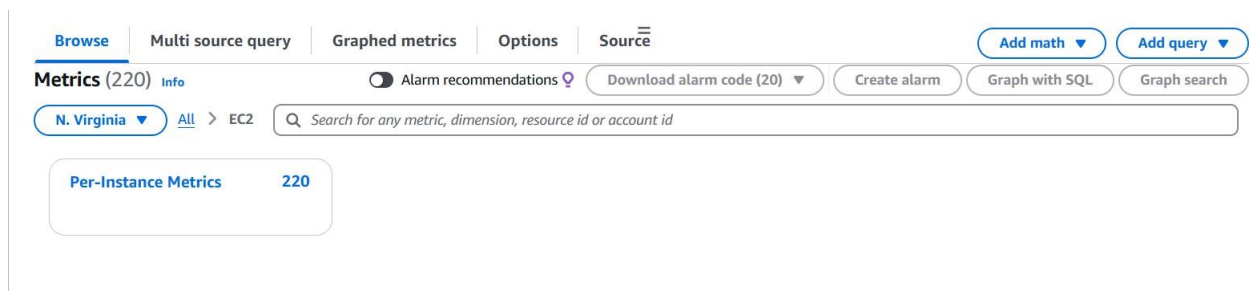 Browse Multi source query Graphed metrics Options Source Add math ▼ Add query ▼
Metrics (220) Info Alarm recommendations Download alarm code (20) ▼ Create alarm Graph with SQL Graph search
N. Virginia ▼ All > EC2 Search for any metric, dimension, resource id or account id
Per-Instance Metrics 220